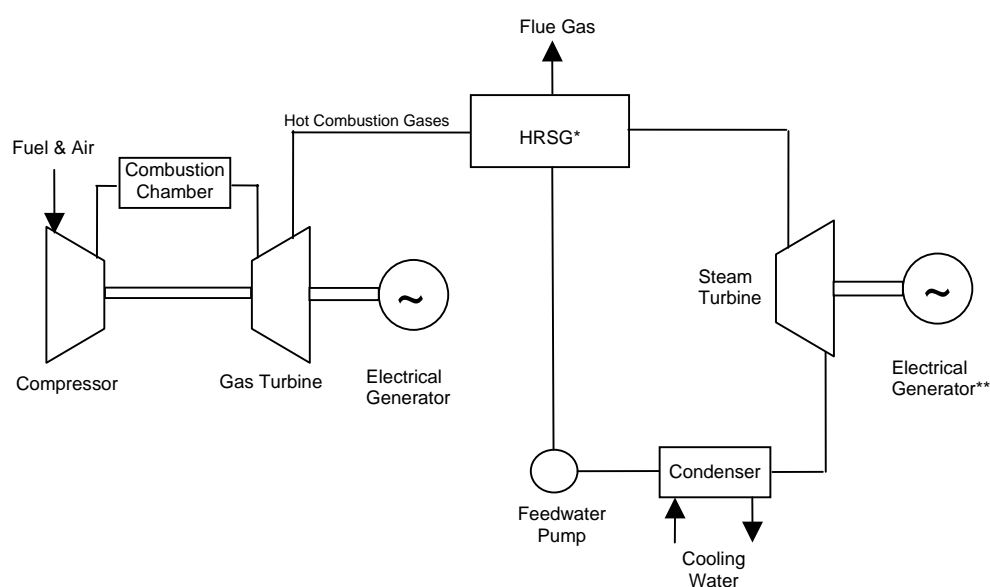 Flue Gas
Hot Combustion Gases
HRSG*
Fuel & Air
Combustion
Chamber
Steam
Turbine
~
~
Compressor
Gas Turbine
Electrical
Generator
Electrical
Generator**
Condenser
Feedwater
Pump
Cooling
Water